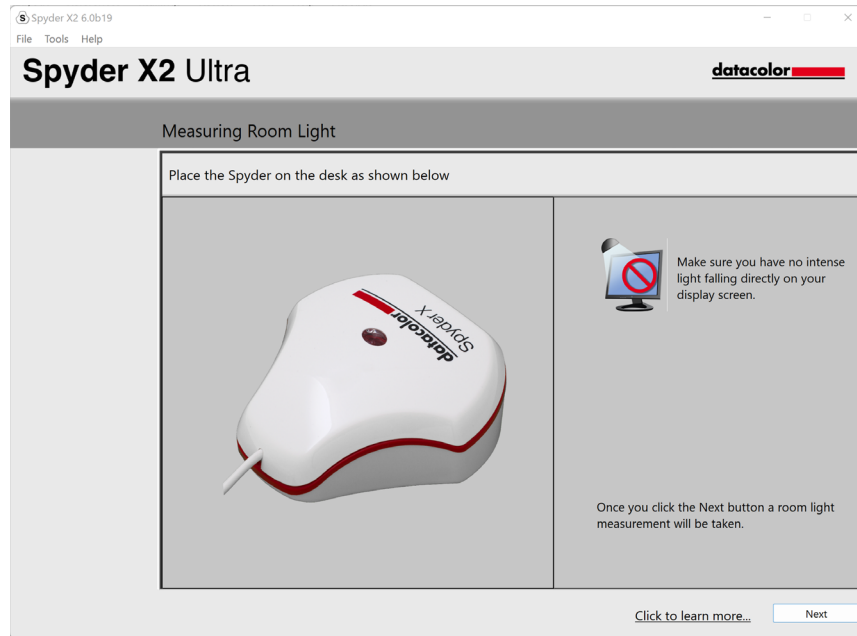 Spyder X2 6.0b19
File Tools Help
Spyder X2 Ultra
datacolor
Measuring Room Light
Place the Spyder on the desk as shown below
Spyder X
datacolor
Make sure you have no intense
light falling directly on your
display screen.
Once you click the Next button a room light
measurement will be taken.
Click to learn more...
Next